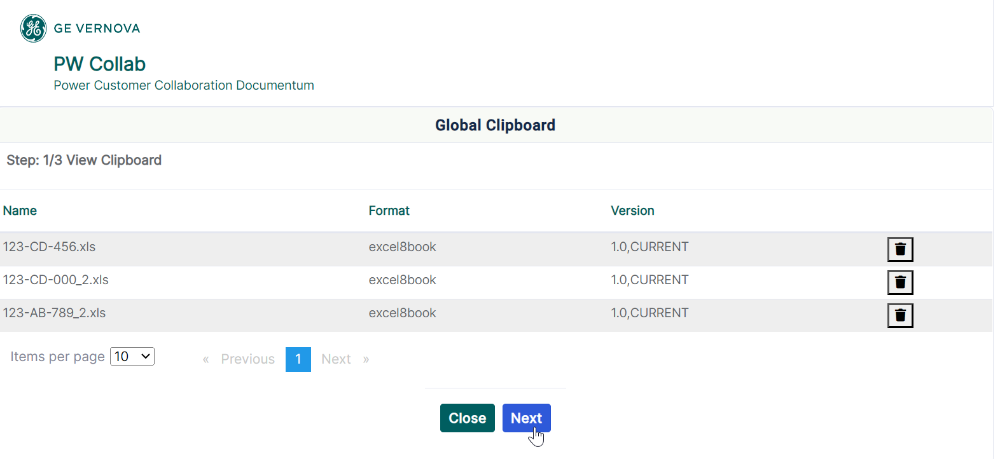 GE VERNOVA
PW Collab
Power Customer Collaboration Documentum
Global Clipboard
Step: 1/3 View Clipboard
Name Format Version
123-CD-456.xls excel8book 1.0,CURRENT
123-CD-000_2.xls excel8book 1.0,CURRENT
123-AB-789_2.xls excel8book 1.0,CURRENT
Items per page 10 « Previous 1 Next »
Close Next